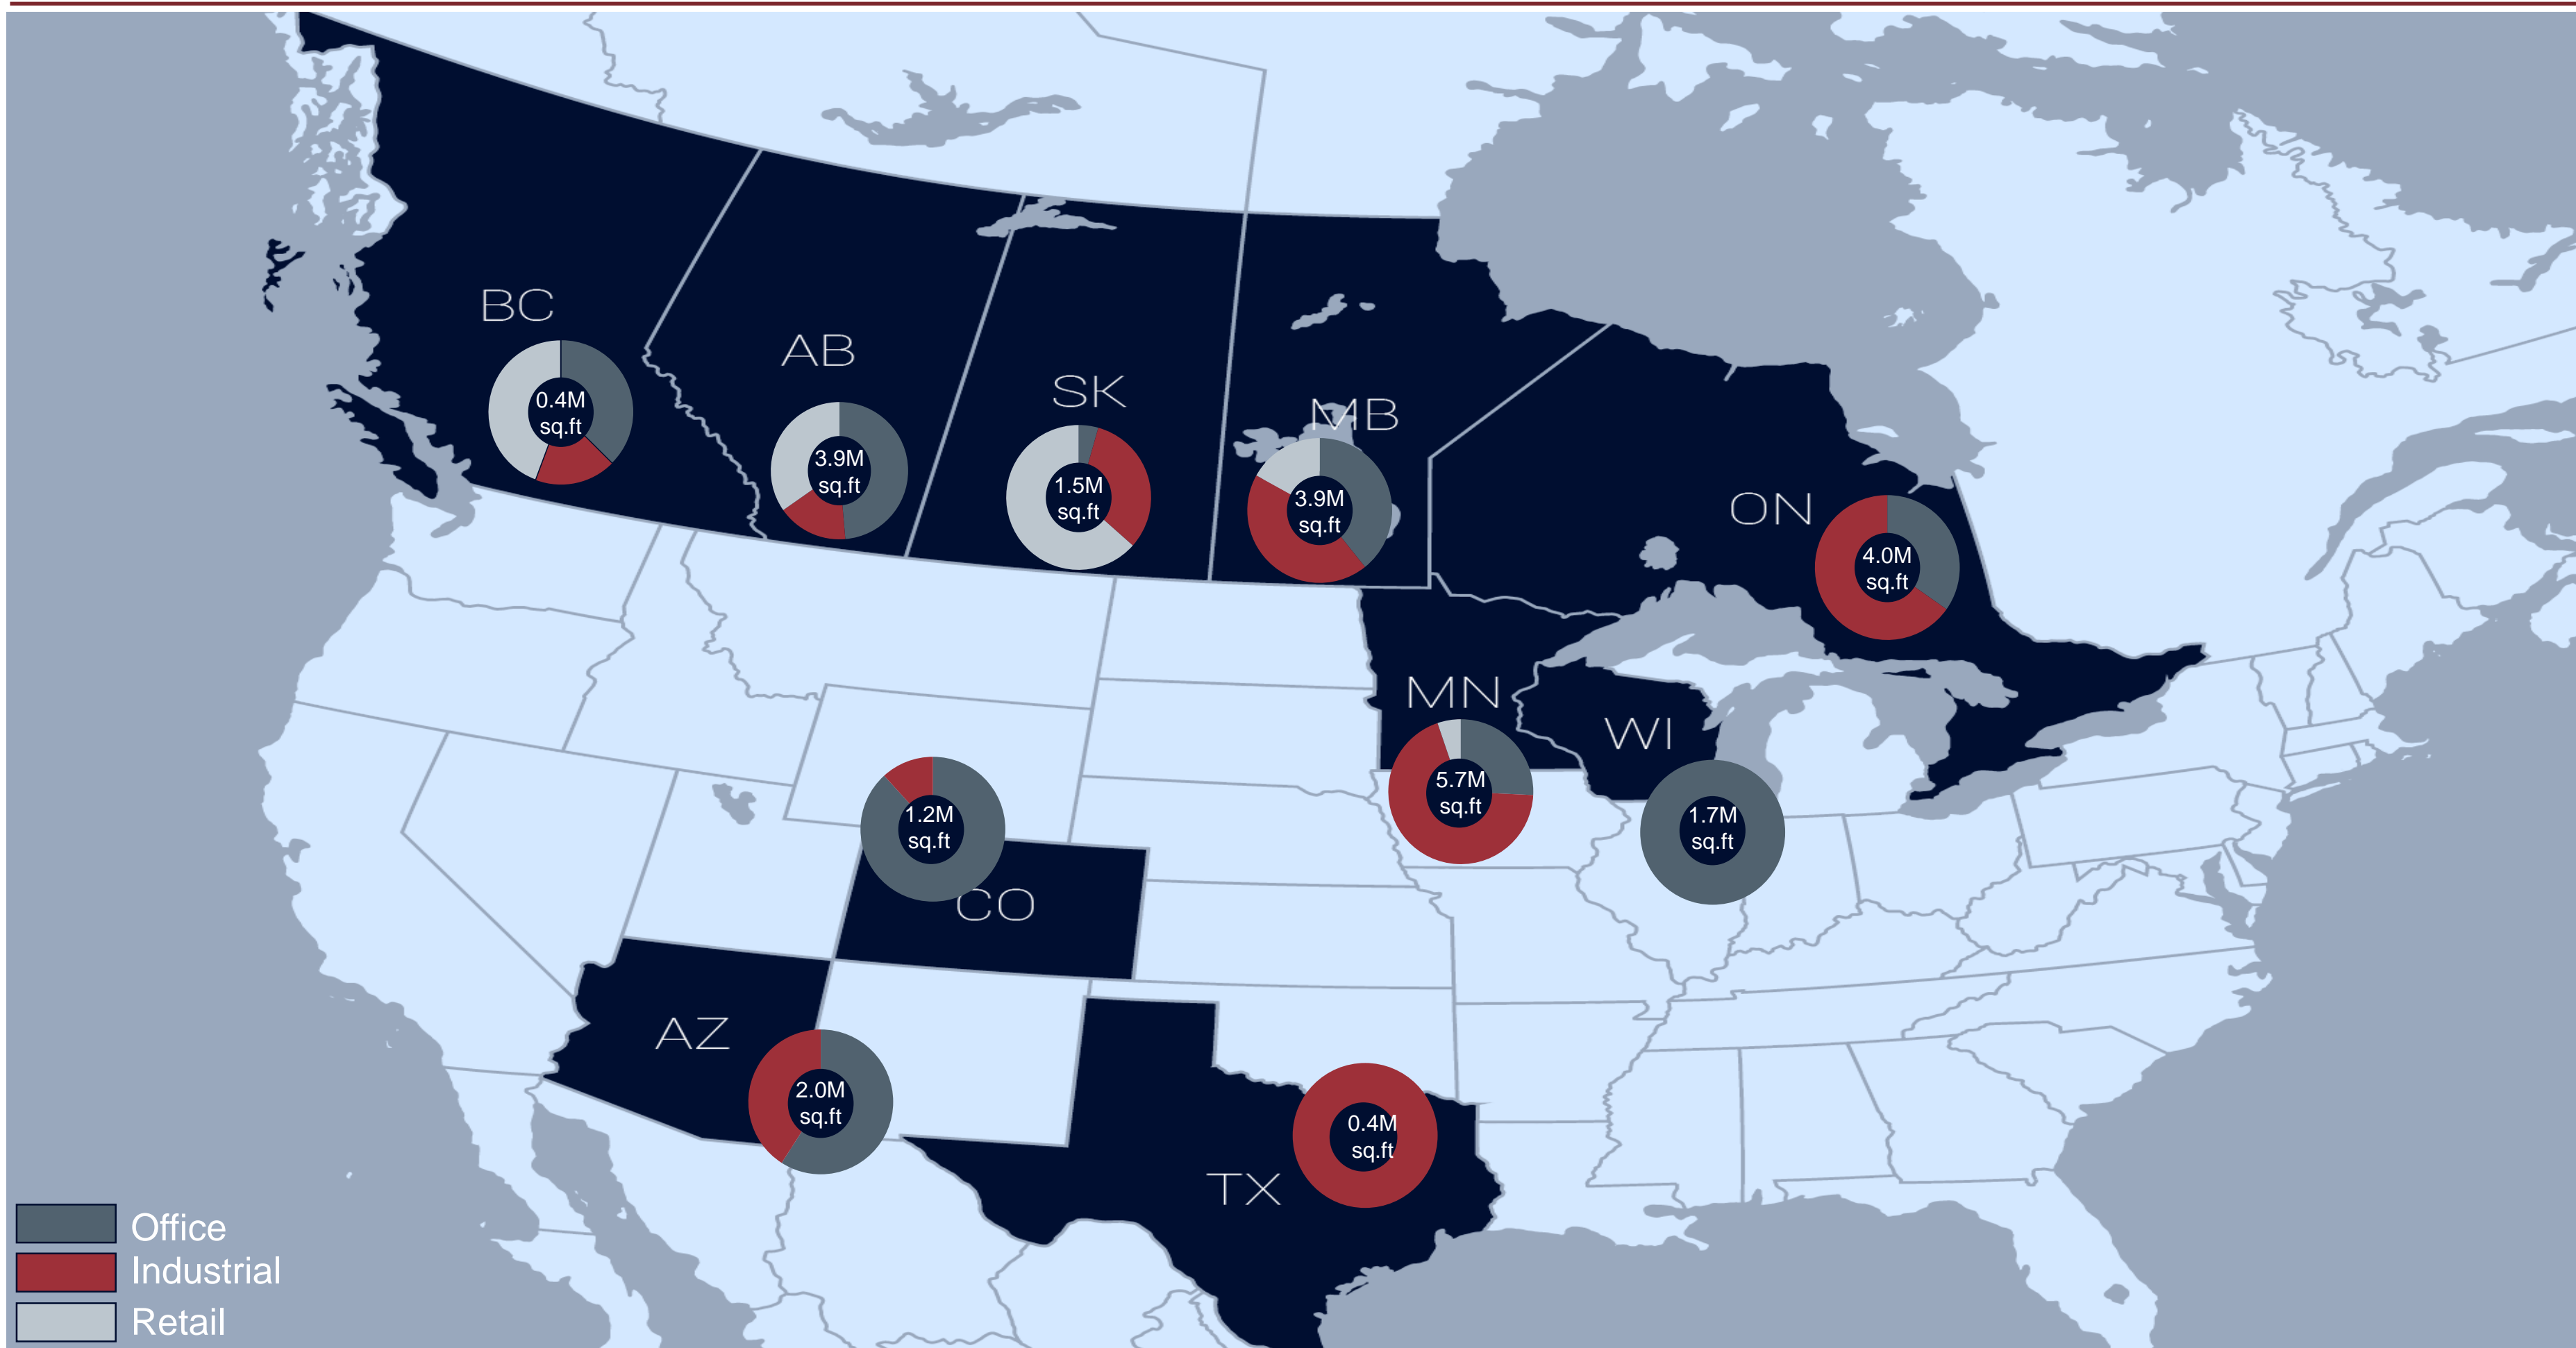 BC
0.4M
sq.ft
AB
3.9M
sq.ft
SK
1.5M
sq.ft
MB
3.9M
sq.ft
ON
4.0M
sq.ft
MN
5.7M
sq.ft
WI
1.7M
sq.ft
1.2M
sq.ft
CO
AZ
2.0M
sq.ft
TX
0.4M
sq.ft
Office
Industrial
Retail